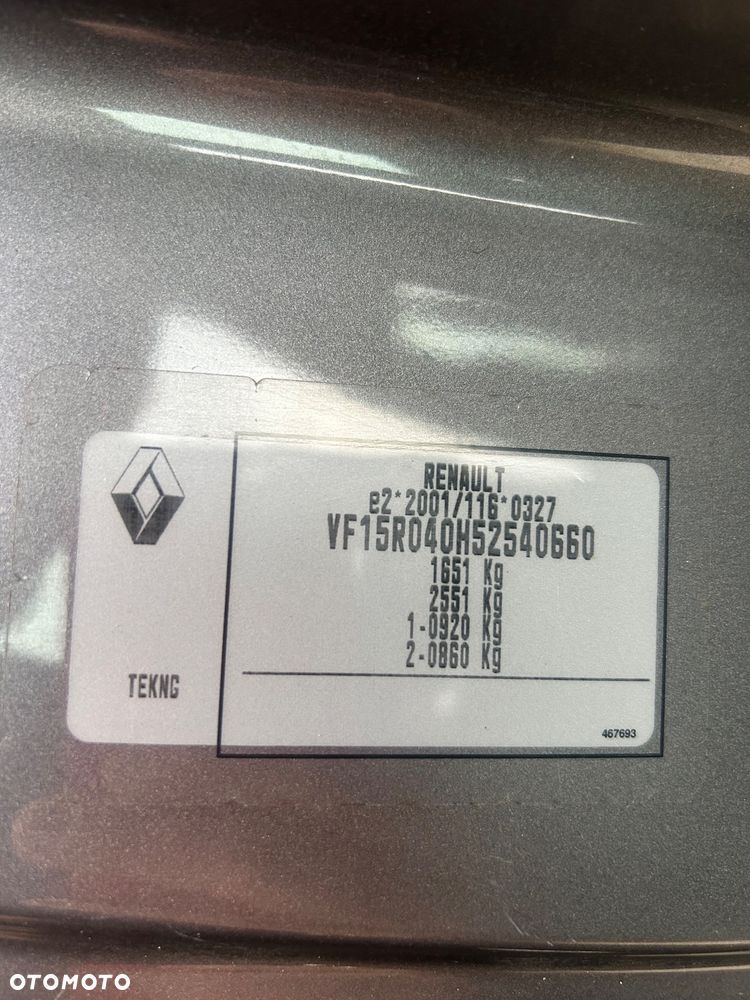 RENAULT
e2*2001/116*0327
VF15R040H52540660
1651 Kg
2551 Kg
1-0920 Kg
2-0860 Kg
TEKNG
467693
OTOMOTO